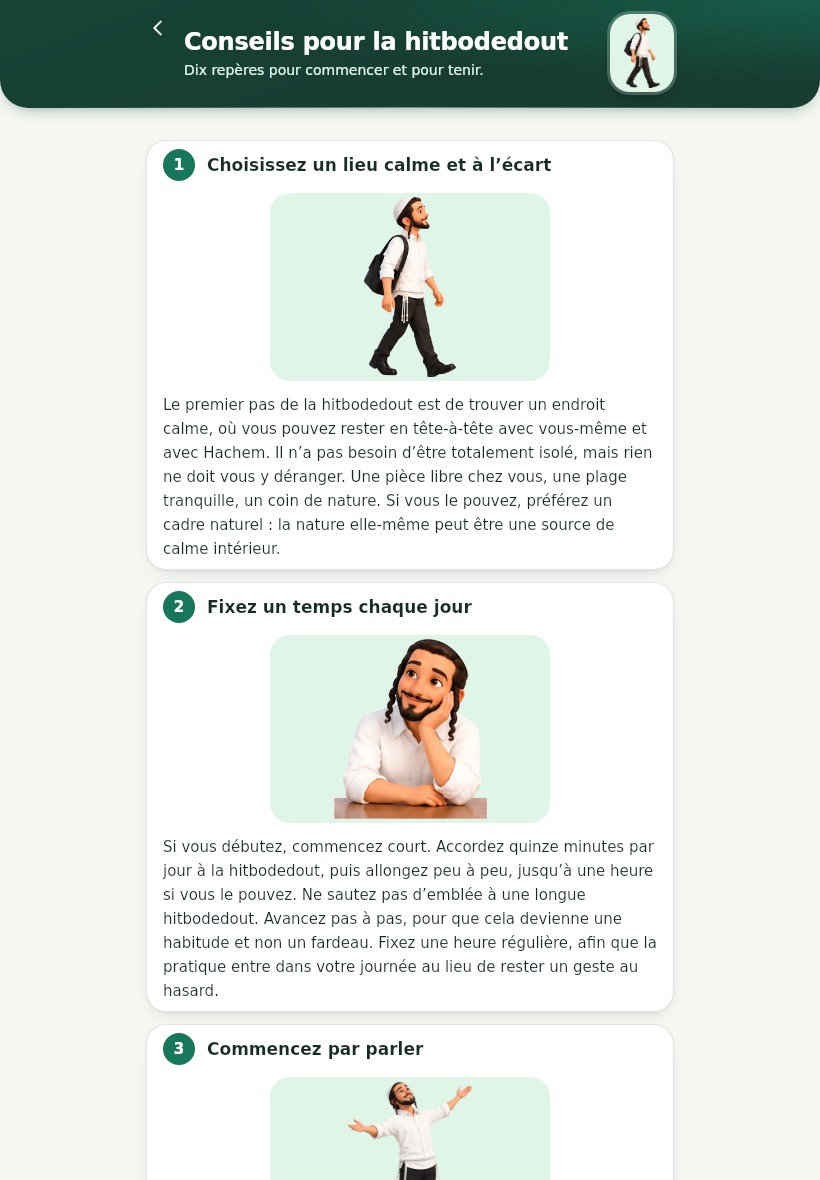 Conseils pour la hitbodedout
Dix repères pour commencer et pour tenir.
1 Choisissez un lieu calme et à l’écart
Le premier pas de la hitbodedout est de trouver un endroit
calme, où vous pouvez rester en tête-à-tête avec vous-même et
avec Hachem. Il n’a pas besoin d’être totalement isolé, mais rien
ne doit vous y déranger. Une pièce libre chez vous, une plage
tranquille, un coin de nature. Si vous le pouvez, préférez un
cadre naturel : la nature elle-même peut être une source de
calme intérieur.
2 Fixez un temps chaque jour
Si vous débutez, commencez court. Accordez quinze minutes par
jour à la hitbodedout, puis allongez peu à peu, jusqu’à une heure
si vous le pouvez. Ne sautez pas d’emblée à une longue
hitbodedout. Avancez pas à pas, pour que cela devienne une
habitude et non un fardeau. Fixez une heure régulière, afin que la
pratique entre dans votre journée au lieu de rester un geste au
hasard.
3 Commencez par parler